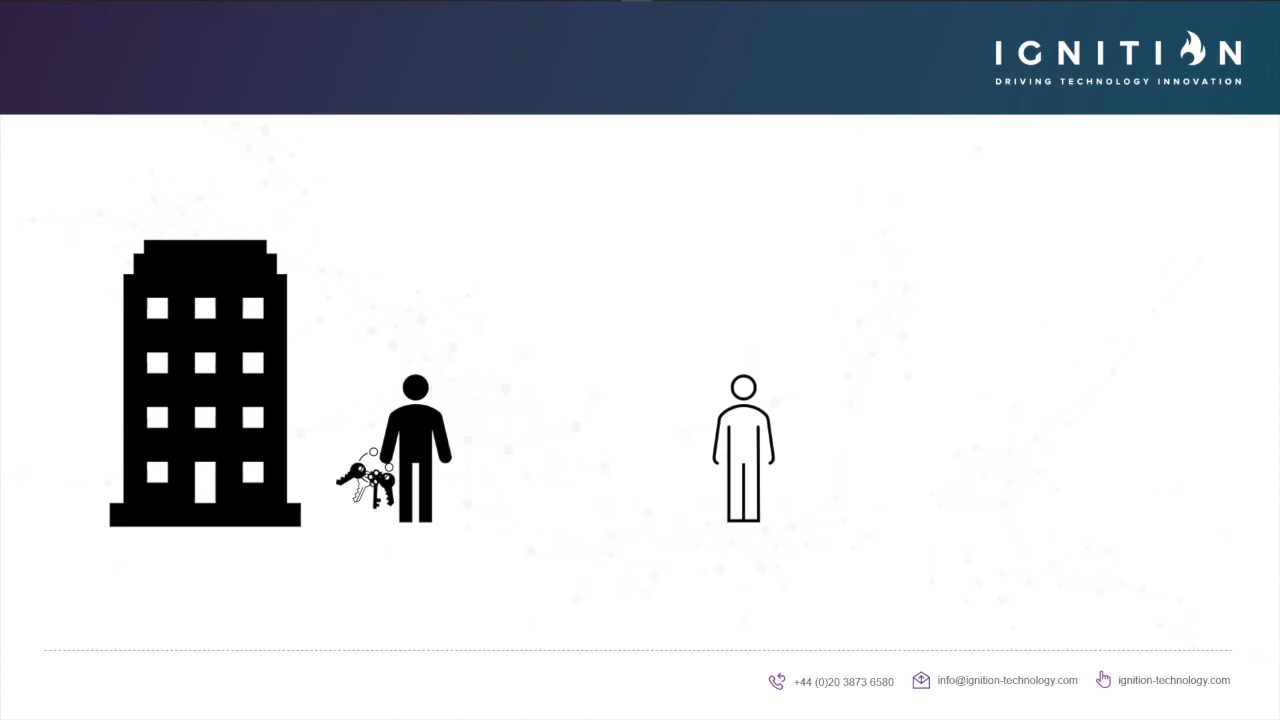 IGNITION
DRIVING TECHNOLOGY INNOVATION
+44 (0)20 3873 6580
info@ignition-technology.com
ignition-technology.com